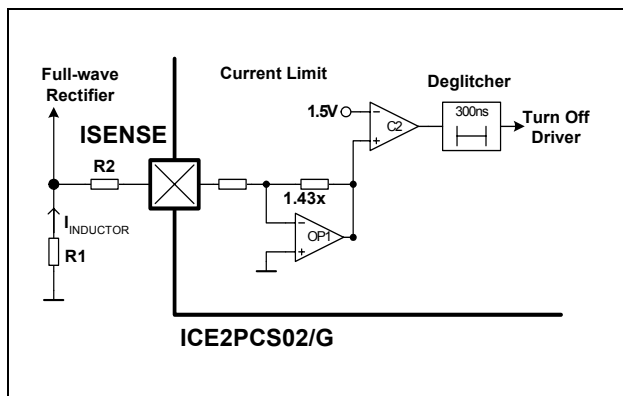 Full-wave
Rectifier
Current Limit
Deglitcher
ISENSE
1.5V
C2
300ns
Turn Off
Driver
R2
1.43x
IINDUCTOR
OP1
R1
ICE2PCS02/G